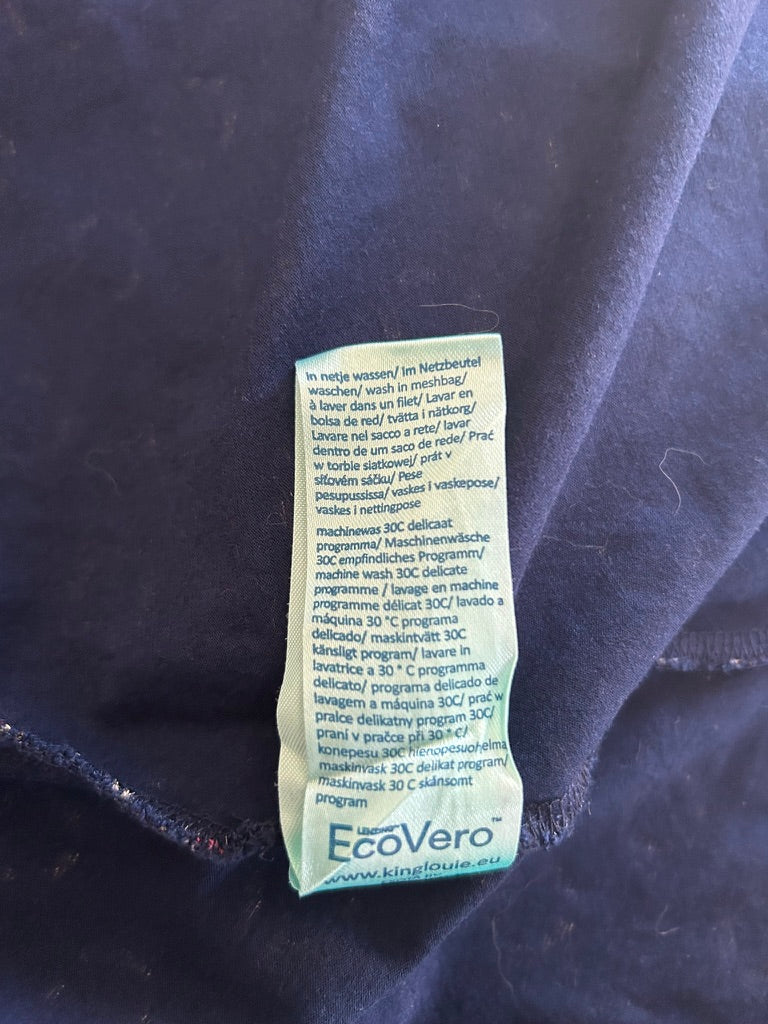 in netje wassen/ im Netzbeutel
waschen/ wash in meshbag/
à laver dans un filet/ Lavar en
bolsa de red/ tvätta i nätkorg/
Lavare nel sacco a rete/ lavar
dentro de um saco de rede/ Prać
w torbie siatkowej/ prát v
síťovém sáčku/ Pese
pesupussissa/ vaskes i vaskepose/
vaskes i nettingpose
machinewas 30C delicaat
programma/ Maschinenwäsche
30C empfindliches Programm/
machine wash 30C delicate
programme / lavage en machine
programme délicat 30C/ lavado a
máquina 30 °C programa
delicado/ maskintvätt 30C
känsligt program/ lavare in
lavatrice a 30 ° C programma
delicato/ programa delicado de
lavagem a máquina 30C/ prać w
pralce delikatny program 30C/
praní v pračce při 30 ° C/
konepesu 30C hienopesuohjelma
maskinvask 30C delikat program/
maskinvask 30 C skånsomt
program
LENZING
EcoVero™
www.kinglouie.eu